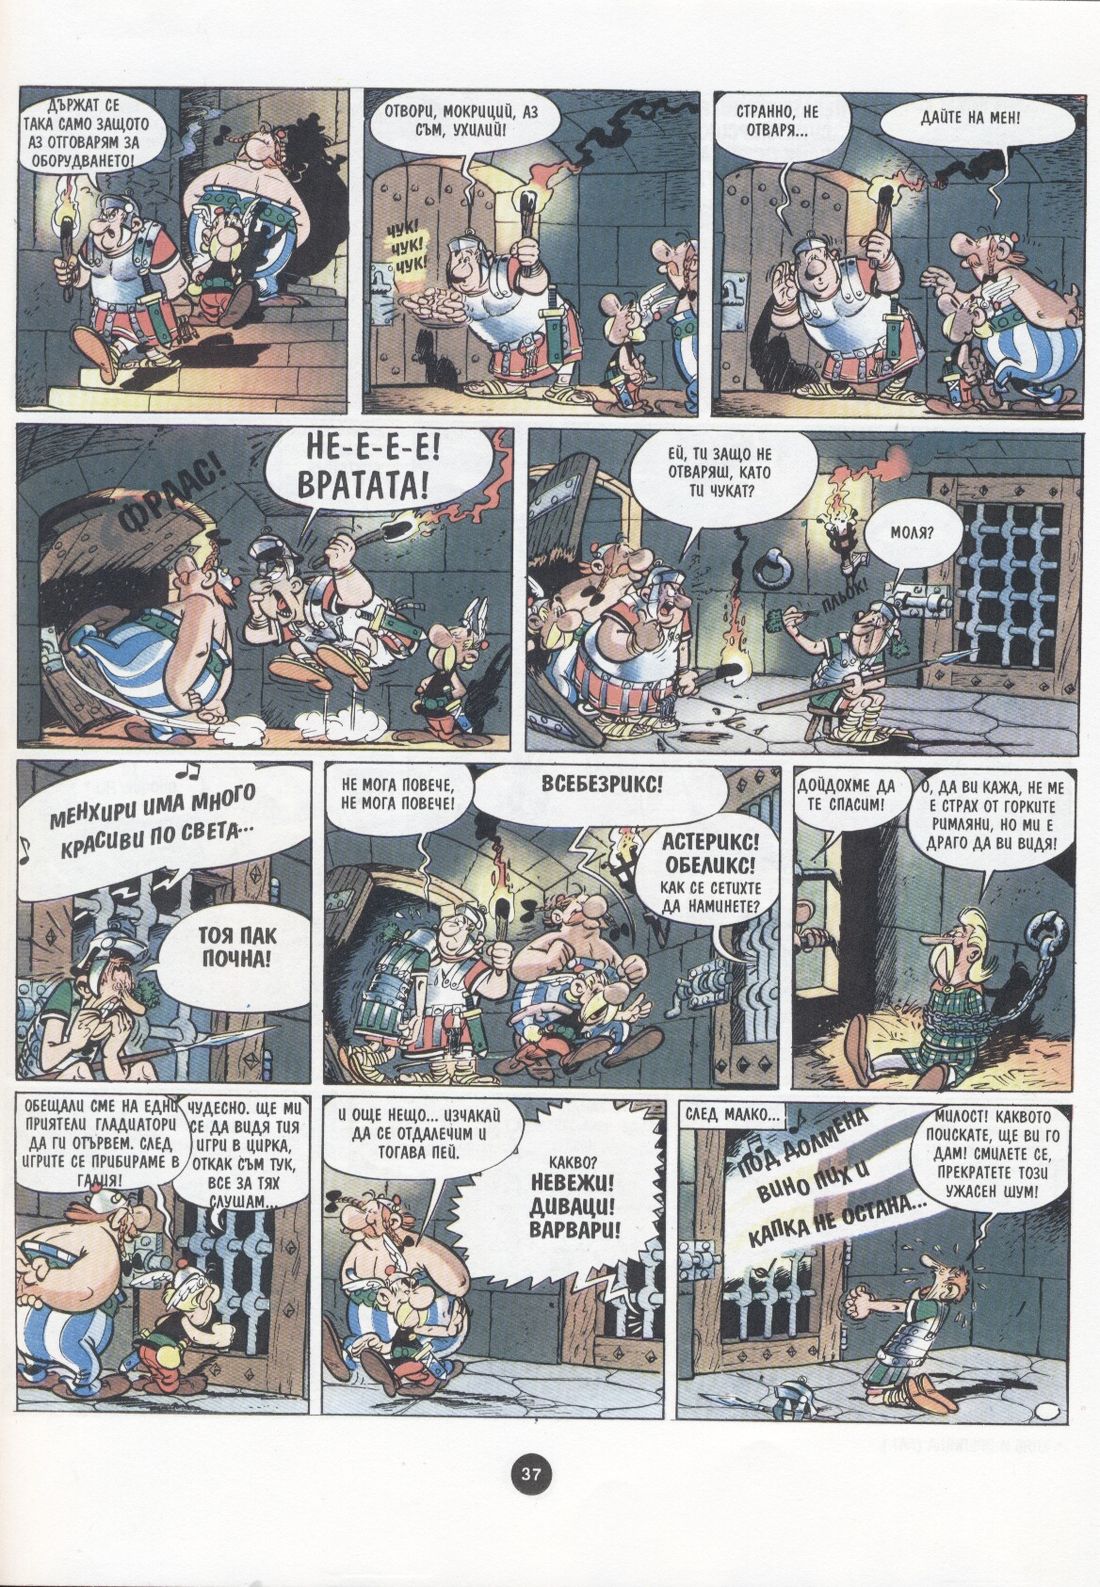 ДЪРЖАТ СЕ
ТАКА САМО ЗАЩОТО
АЗ ОТГОВАРЯМ ЗА
ОБОРУДВАНЕТО!
ОТВОРИ, МОКРИЦИЙ, АЗ
СЪМ, УХИЛИЙ!
ЧУК!
ЧУК!
ЧУК!
СТРАННО, НЕ
ОТВАРЯ...
ДАЙТЕ НА МЕН!
ФРААС!
НЕ-Е-Е-Е!
ВРАТАТА!
ЕЙ, ТИ ЗАЩО НЕ
ОТВАРЯШ, КАТО
ТИ ЧУКАТ?
МОЛЯ?
ПЛЬОК!
МЕНХИРИ ИМА МНОГО
КРАСИВИ ПО СВЕТА...
ТОЯ ПАК
ПОЧНА!
НЕ МОГА ПОВЕЧЕ,
НЕ МОГА ПОВЕЧЕ!
ВСЕБЕЗРИКС!
АСТЕРИКС!
ОБЕЛИКС!
КАК СЕ СЕТИХТЕ
ДА НАМИНЕТЕ?
ДОЙДОХМЕ ДА
ТЕ СПАСИМ!
О, ДА ВИ КАЖА, НЕ МЕ
Е СТРАХ ОТ ГОРКИТЕ
РИМЛЯНИ, НО МИ Е
ДРАГО ДА ВИ ВИДЯ!
ОБЕЩАЛИ СМЕ НА ЕДНИ
ПРИЯТЕЛИ ГЛАДИАТОРИ
ДА ГИ ОТЪРВЕМ. СЛЕД
ИГРИТЕ СЕ ПРИБИРАМЕ В
ГАЛИЯ!
ЧУДЕСНО. ЩЕ МИ
СЕ ДА ВИДЯ ТИЯ
ИГРИ В ЦИРКА,
ОТКАК СЪМ ТУК,
ВСЕ ЗА ТЯХ
СЛУШАМ...
И ОЩЕ НЕЩО... ИЗЧАКАЙ
ДА СЕ ОТДАЛЕЧИМ И
ТОГАВА ПЕЙ.
КАКВО?
НЕВЕЖИ!
ДИВАЦИ!
ВАРВАРИ!
СЛЕД МАЛКО...
ПОД ДОЛМЕНА
ВИНО ПИХ И
КАПКА НЕ ОСТАНА...
МИЛОСТ! КАКВОТО
ПОИСКАТЕ, ЩЕ ВИ ГО
ДАМ! СМИЛЕТЕ СЕ,
ПРЕКРАТЕТЕ ТОЗИ
УЖАСЕН ШУМ!
37